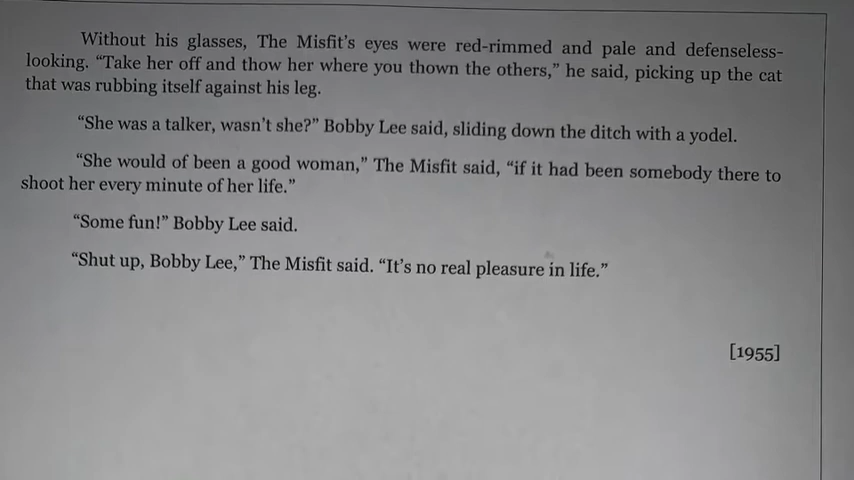 Without his glasses, The Misfit’s eyes were red-rimmed and pale and defenseless-
looking. “Take her off and thow her where you thown the others,” he said, picking up the cat
that was rubbing itself against his leg.
“She was a talker, wasn’t she?” Bobby Lee said, sliding down the ditch with a yodel.
“She would of been a good woman,” The Misfit said, “if it had been somebody there to
shoot her every minute of her life.”
“Some fun!” Bobby Lee said.
“Shut up, Bobby Lee,” The Misfit said. “It’s no real pleasure in life.”
[1955]